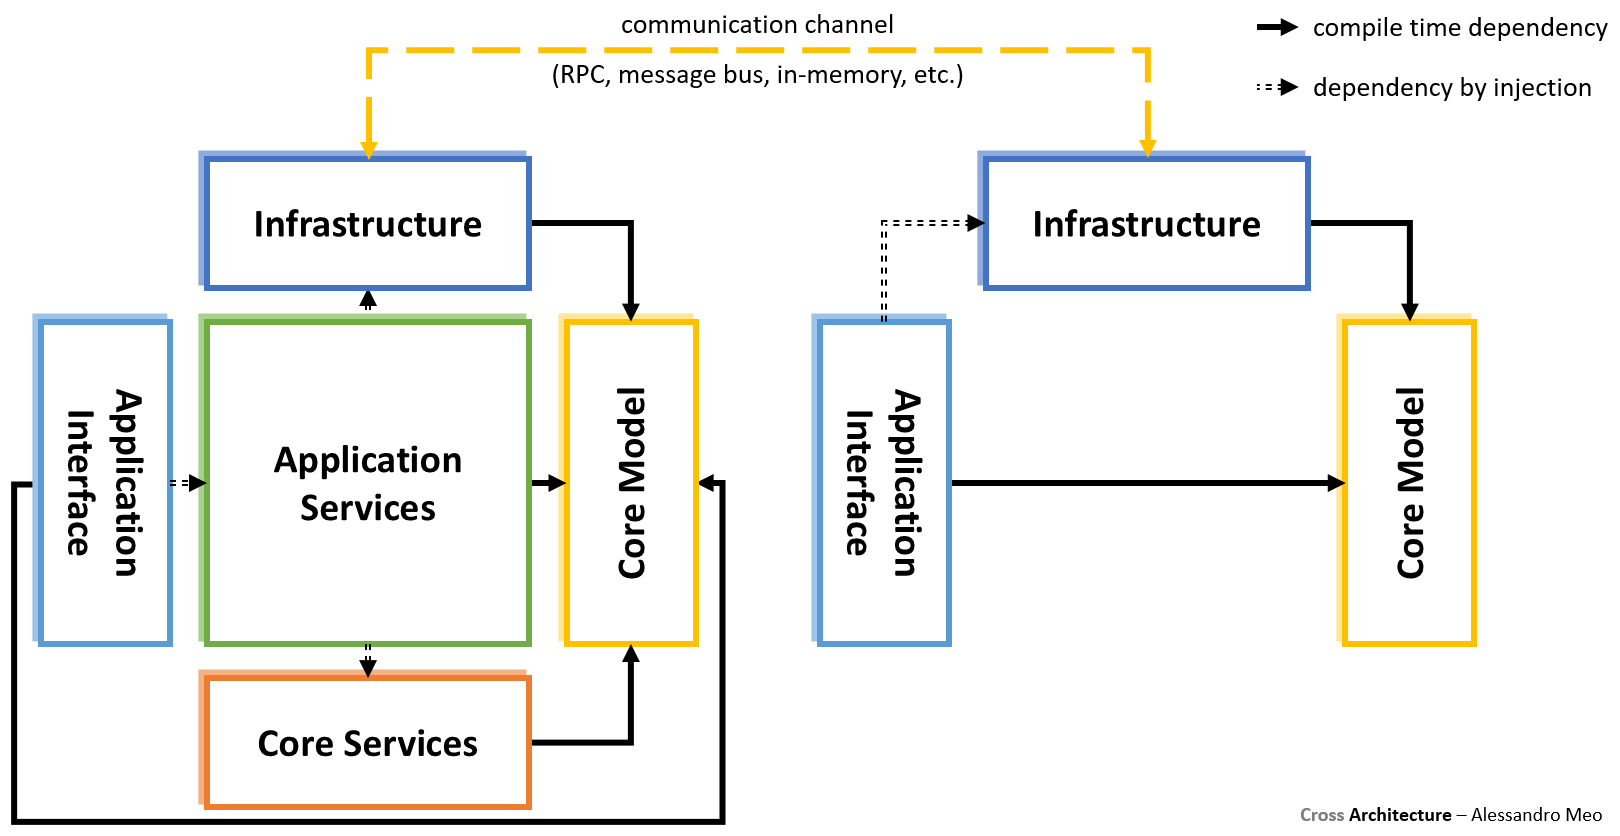 communication channel
(RPC, message bus, in-memory, etc.)
compile time dependency
dependency by injection
Infrastructure
Infrastructure
Application
Interface
Application
Services
Core Model
Application
Interface
Core Model
Core Services
Cross Architecture – Alessandro Meo